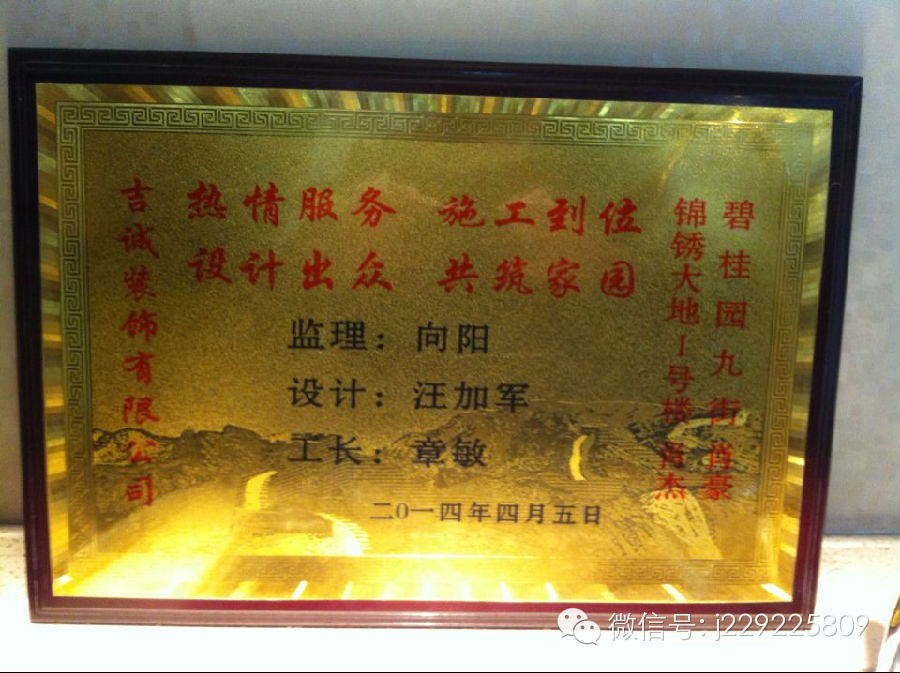 吉诚装饰有限公司
热情服务 施工到位
设计出众 共筑家园
监理：向阳
设计：汪加军
工长：章敏
二〇一四年四月五日
碧桂园九街 肖豪
锦锈大地1号楼 肖杰
微信号: j229225809